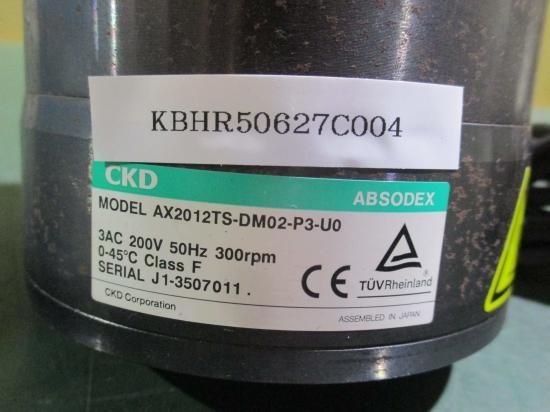 KBHR50627C004
CKD
ABSODEX
MODEL AX2012TS-DM02-P3-U0
3AC 200V 50Hz 300rpm
0-45°C Class F
SERIAL J1-3507011.
CE
TÜVRheinland®
CKD Corporation
ASSEMBLED IN JAPAN